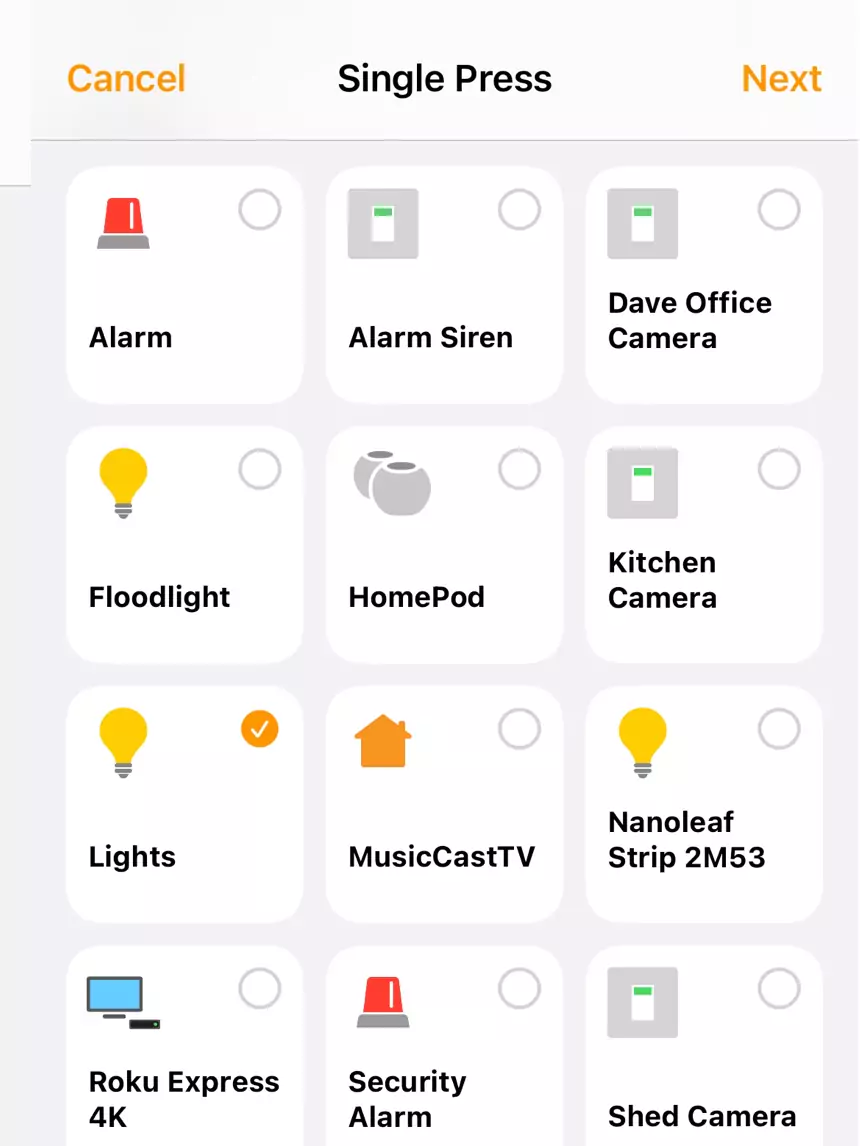 Cancel Single Press Next
Alarm
Alarm Siren
Dave Office
Camera
Floodlight
HomePod
Kitchen
Camera
Lights
MusicCastTV
Nanoleaf
Strip 2M53
Roku Express
4K
Security
Alarm
Shed Camera